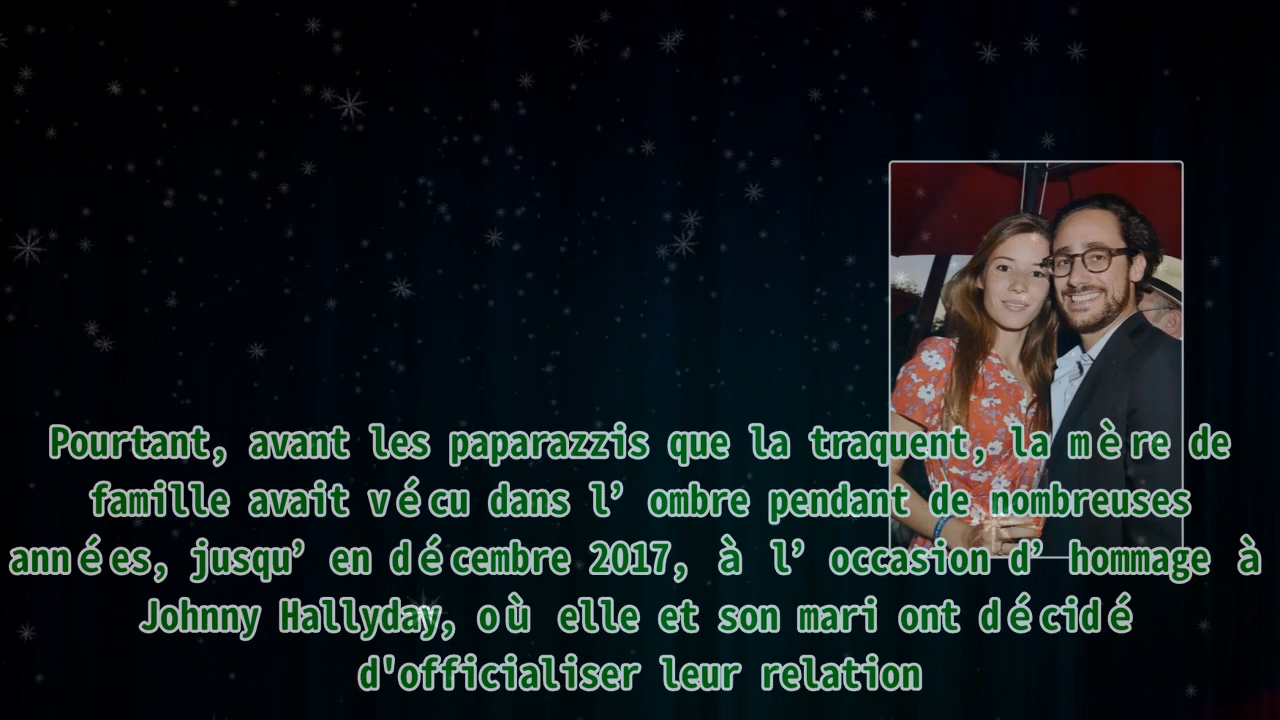 Pourtant, avant les paparazzis que la traquent, la mère de
famille avait vécu dans l’ ombre pendant de nombreuses
années, jusqu’ en décembre 2017, à l’ occasion d’ hommage à
Johnny Hallyday, où elle et son mari ont décidé
d'officialiser leur relation